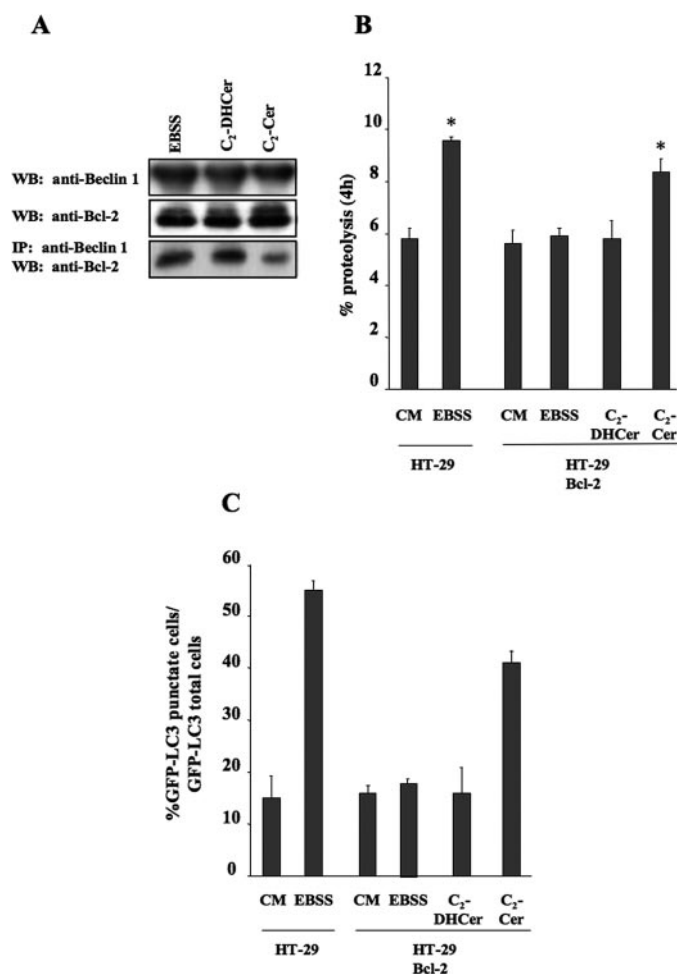 A
EBSS
C₂-DHCer
C₂-Cer
WB: anti-Beclin 1
WB: anti-Bcl-2
IP: anti-Beclin 1
WB: anti-Bcl-2
B
% proteolysis (4h)
12
10
8
6
4
2
0
*
*
CM EBSS CM EBSS C₂- C₂-
DHCer Cer
HT-29 HT-29
Bcl-2
C
%GFP-LC3 punctate cells/
GFP-LC3 total cells
60
50
40
30
20
10
0
CM EBSS CM EBSS C₂- C₂-
DHCer Cer
HT-29 HT-29
Bcl-2